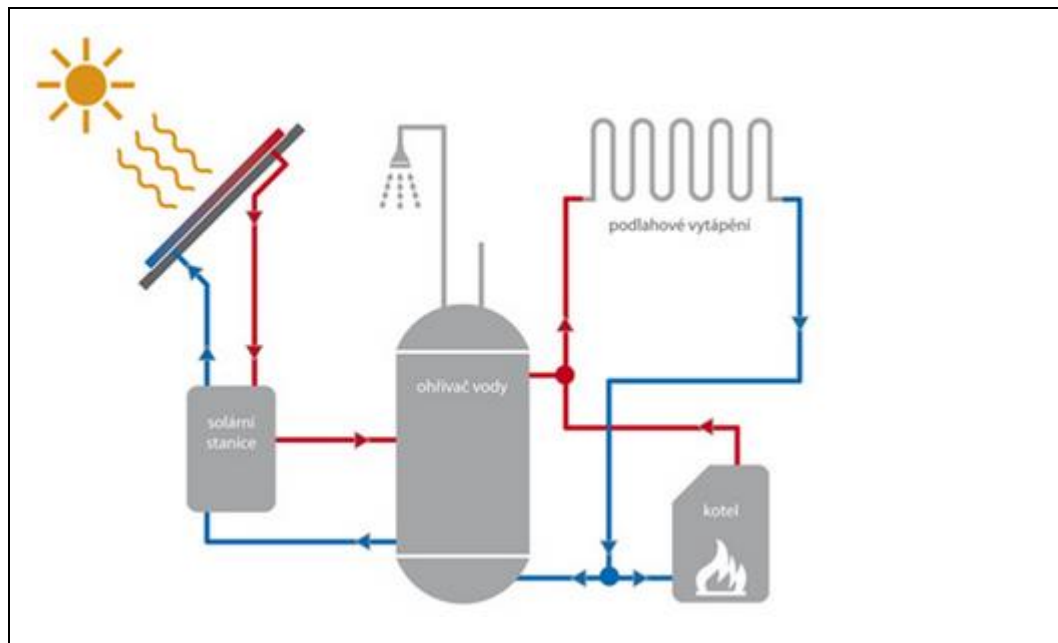 podlahové vytápění
ohřívač vody
solární
stanice
kotel